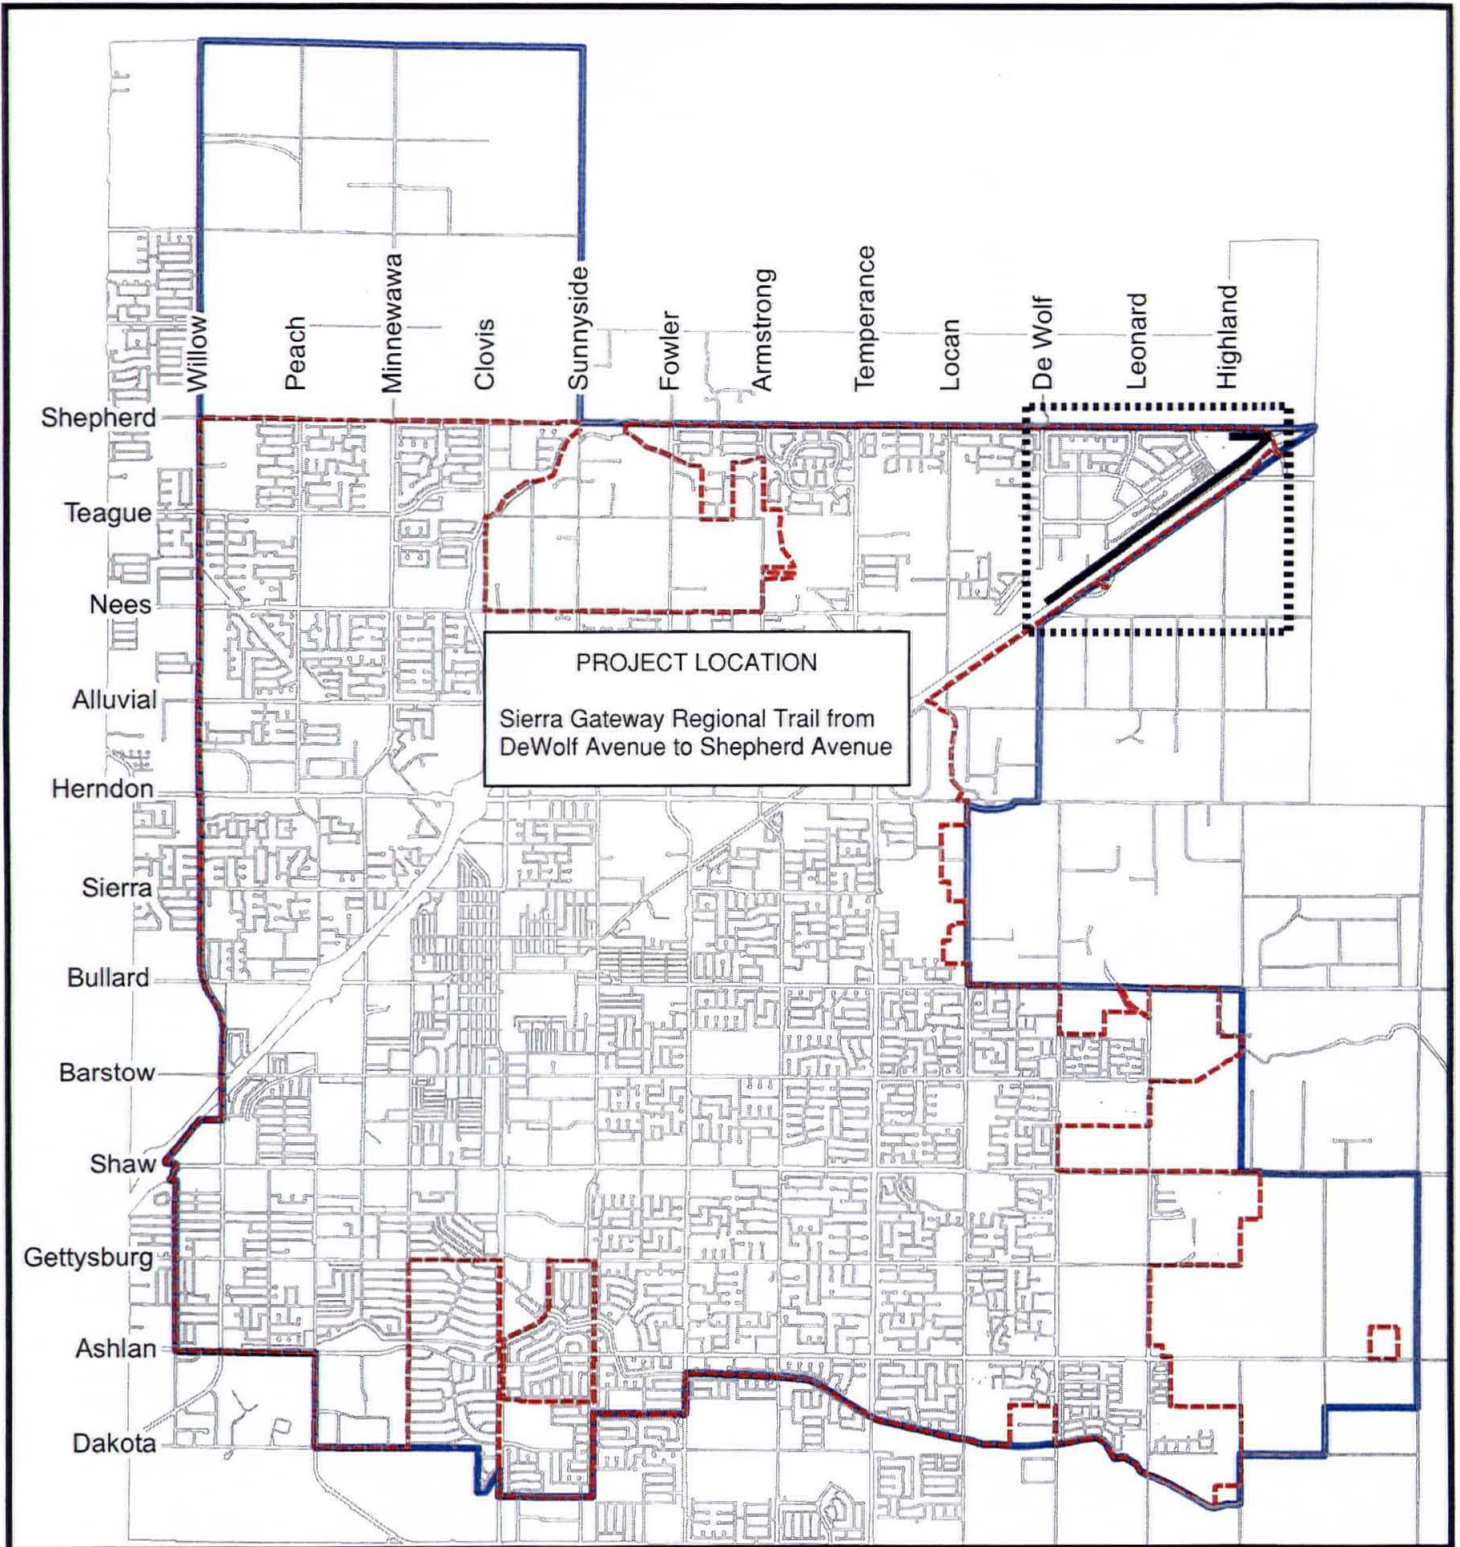 Willow
Peach
Minnewawa
Clovis
Sunnyside
Fowler
Armstrong
Temperance
Locan
De Wolf
Leonard
Highland
Shepherd
Teague
Nees
PROJECT LOCATION
Sierra Gateway Regional Trail from
DeWolf Avenue to Shepherd Avenue
Alluvial
Herndon
Sierra
Bullard
Barstow
Shaw
Gettysburg
Ashlan
Dakota